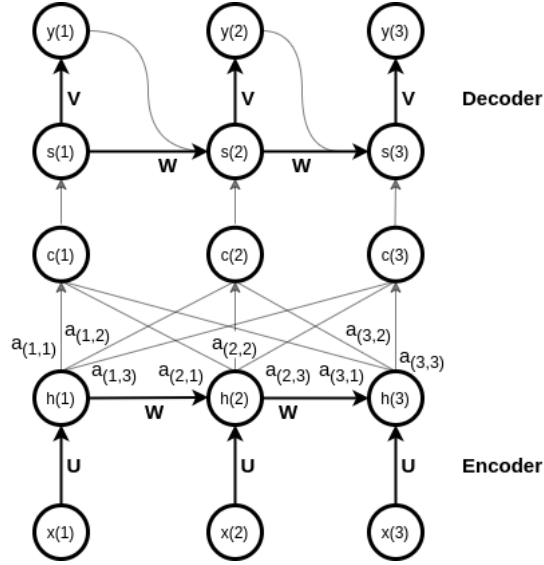 y(1) y(2) y(3)
V V V Decoder
s(1) s(2) s(3)
W W
c(1) c(2) c(3)
a(1,1) a(1,2) a(2,2) a(3,2)
a(1,3) a(2,1) a(2,3) a(3,1) a(3,3)
h(1) h(2) h(3)
W W
U U U Encoder
x(1) x(2) x(3)